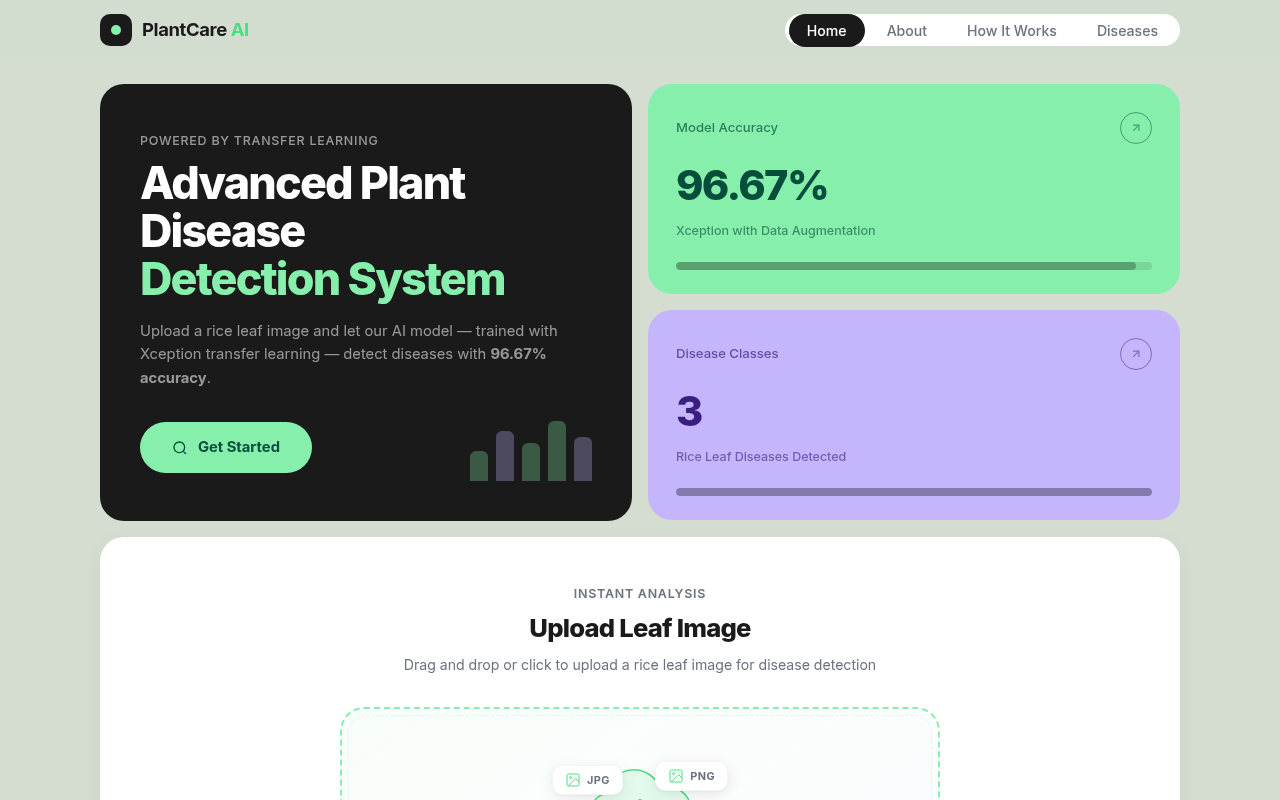 PlantCare AI
Home
About
How It Works
Diseases
POWERED BY TRANSFER LEARNING
Advanced Plant
Disease
Detection System
Upload a rice leaf image and let our AI model — trained with
Xception transfer learning — detect diseases with 96.67%
accuracy.
Get Started
Model Accuracy
96.67%
Xception with Data Augmentation
Disease Classes
3
Rice Leaf Diseases Detected
INSTANT ANALYSIS
Upload Leaf Image
Drag and drop or click to upload a rice leaf image for disease detection
JPG
PNG